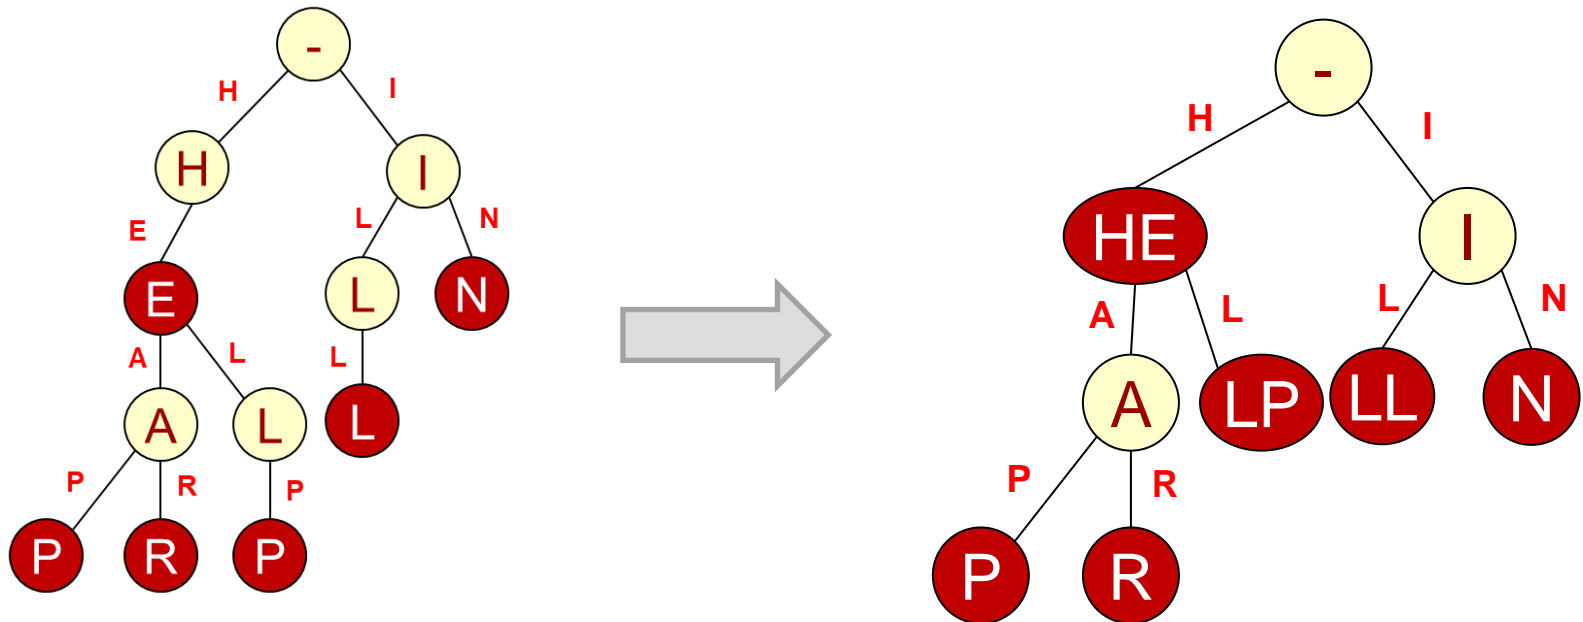 -
H I
H I
E L N
E L N
A L L
A L L
P R P
P R P
-
H I
HE I
A L L N
A LP LL N
P R
P R